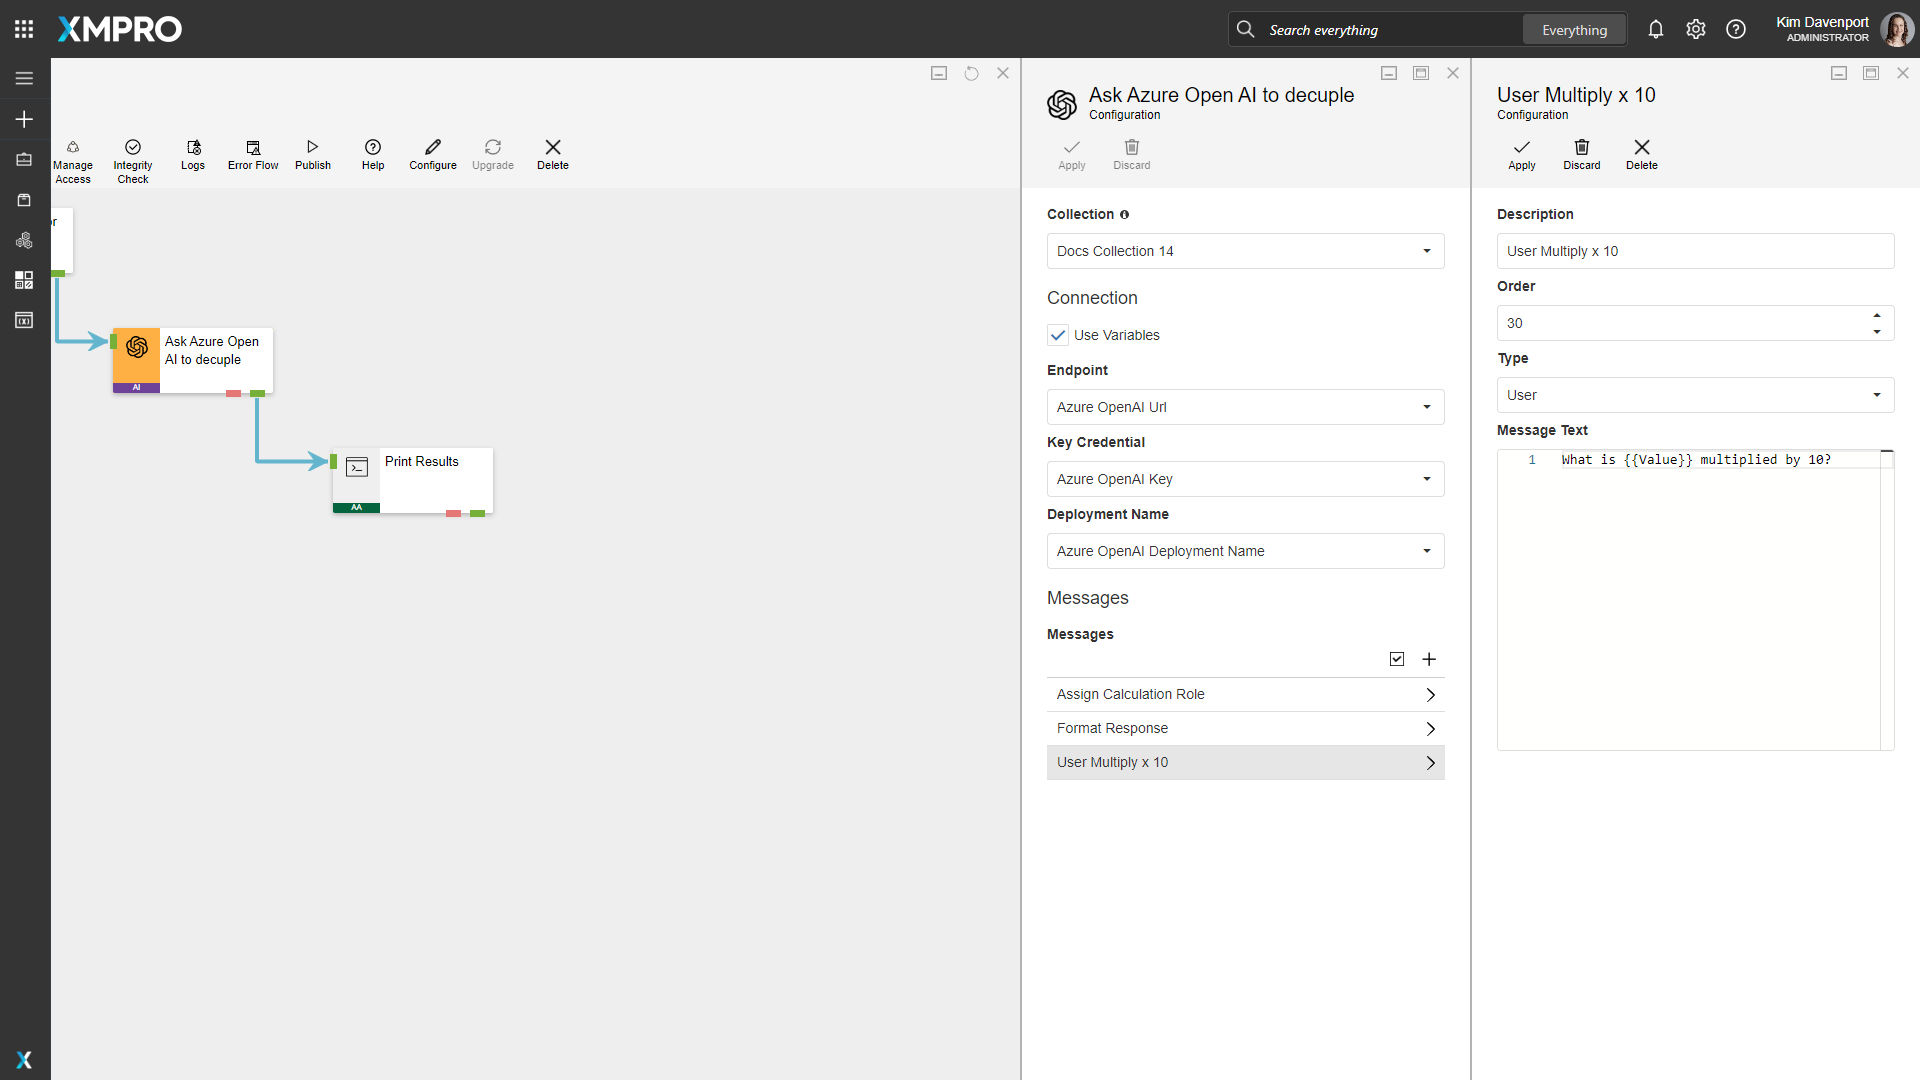 XMPRO
Search everything
Everything
Kim Davenport
ADMINISTRATOR
Manage Access
Integrity Check
Logs
Error Flow
Publish
Help
Configure
Upgrade
Delete
or
Ask Azure Open
AI to decuple
AI
Print Results
AA
Ask Azure Open AI to decuple
Configuration
Apply
Discard
Collection
Docs Collection 14
Connection
Use Variables
Endpoint
Azure OpenAI Url
Key Credential
Azure OpenAI Key
Deployment Name
Azure OpenAI Deployment Name
Messages
Messages
Assign Calculation Role
Format Response
User Multiply x 10
User Multiply x 10
Configuration
Apply
Discard
Delete
Description
User Multiply x 10
Order
30
Type
User
Message Text
1 What is {{Value}} multiplied by 10?